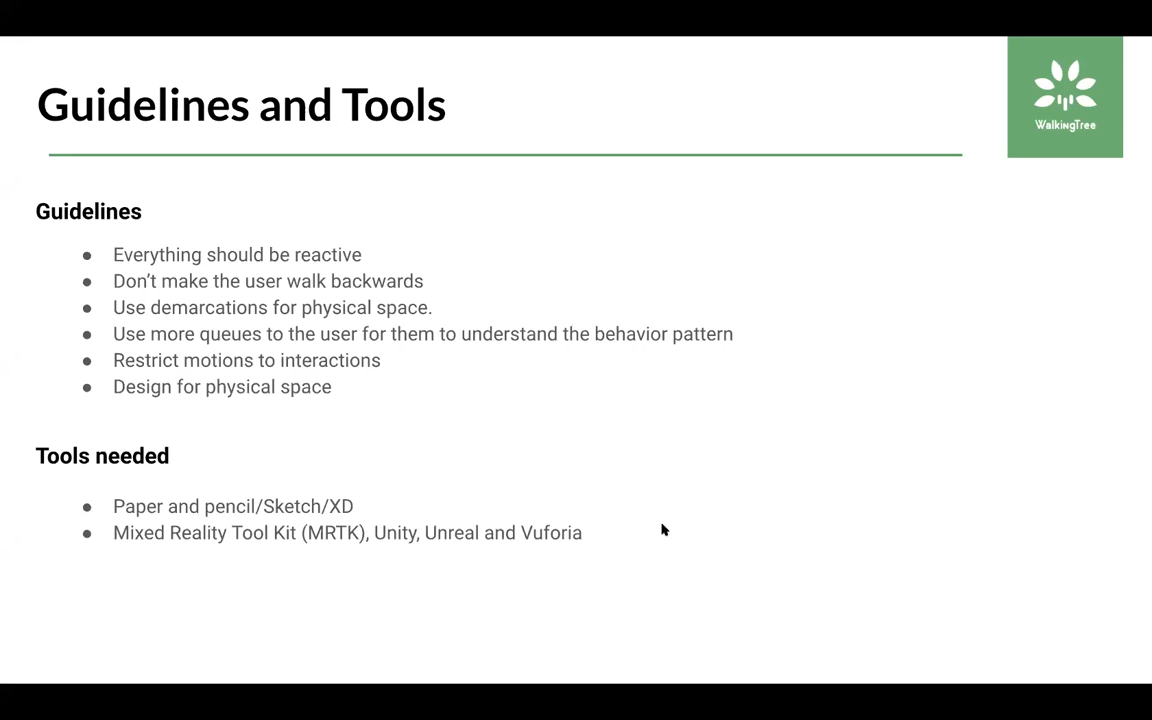 Guidelines and Tools
WalkingTree
Guidelines
● Everything should be reactive
● Don’t make the user walk backwards
● Use demarcations for physical space.
● Use more queues to the user for them to understand the behavior pattern
● Restrict motions to interactions
● Design for physical space
Tools needed
● Paper and pencil/Sketch/XD
● Mixed Reality Tool Kit (MRTK), Unity, Unreal and Vuforia